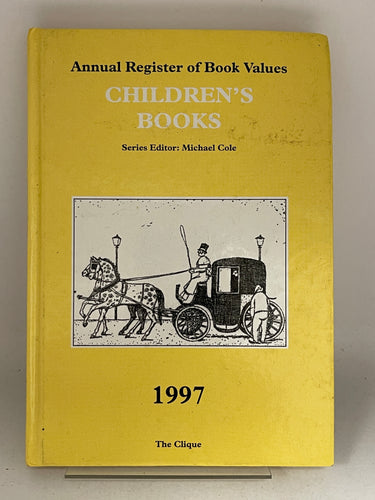 Annual Register of Book Values
CHILDREN'S
BOOKS
Series Editor: Michael Cole
1997
The Clique